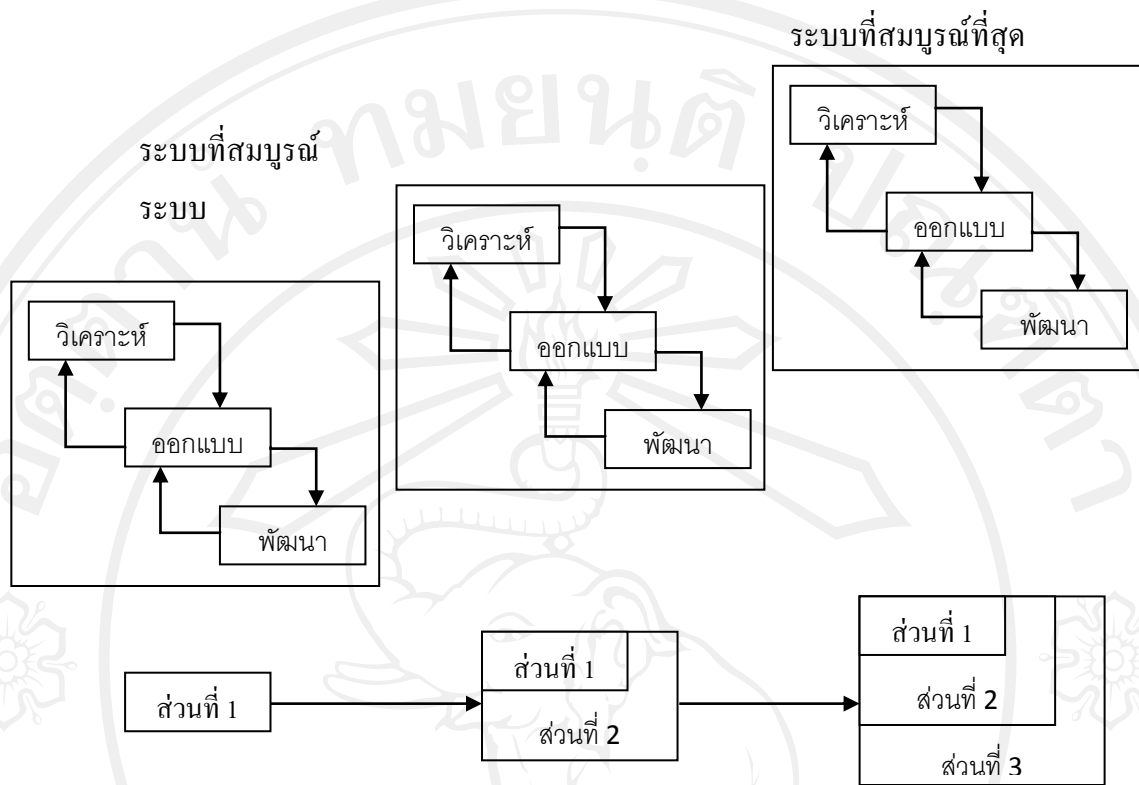 ระบบที่สมบูรณ์ที่สุด
วิเคราะห์
ออกแบบ
พัฒนา
ระบบที่สมบูรณ์
วิเคราะห์
ออกแบบ
พัฒนา
ระบบ
วิเคราะห์
ออกแบบ
พัฒนา
ส่วนที่ 1
ส่วนที่ 1
ส่วนที่ 2
ส่วนที่ 1
ส่วนที่ 2
ส่วนที่ 3